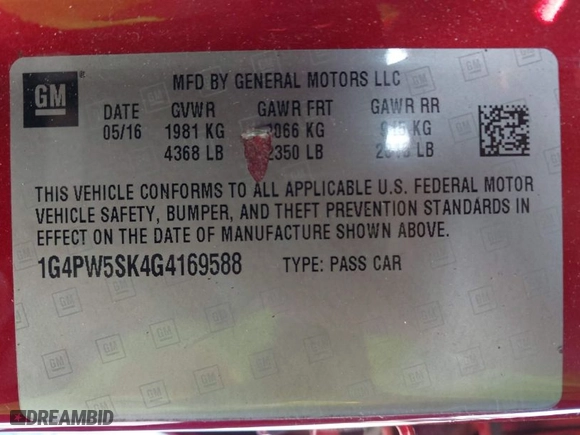 GM
MFD BY GENERAL MOTORS LLC
DATE GVWR GAWR FRT GAWR RR
05/16 1981 KG 1066 KG KG
4368 LB 2350 LB LB
THIS VEHICLE CONFORMS TO ALL APPLICABLE U.S. FEDERAL MOTOR
VEHICLE SAFETY, BUMPER, AND THEFT PREVENTION STANDARDS IN
EFFECT ON THE DATE OF MANUFACTURE SHOWN ABOVE.
1G4PW5SK4G4169588 TYPE: PASS CAR
DREAMBID